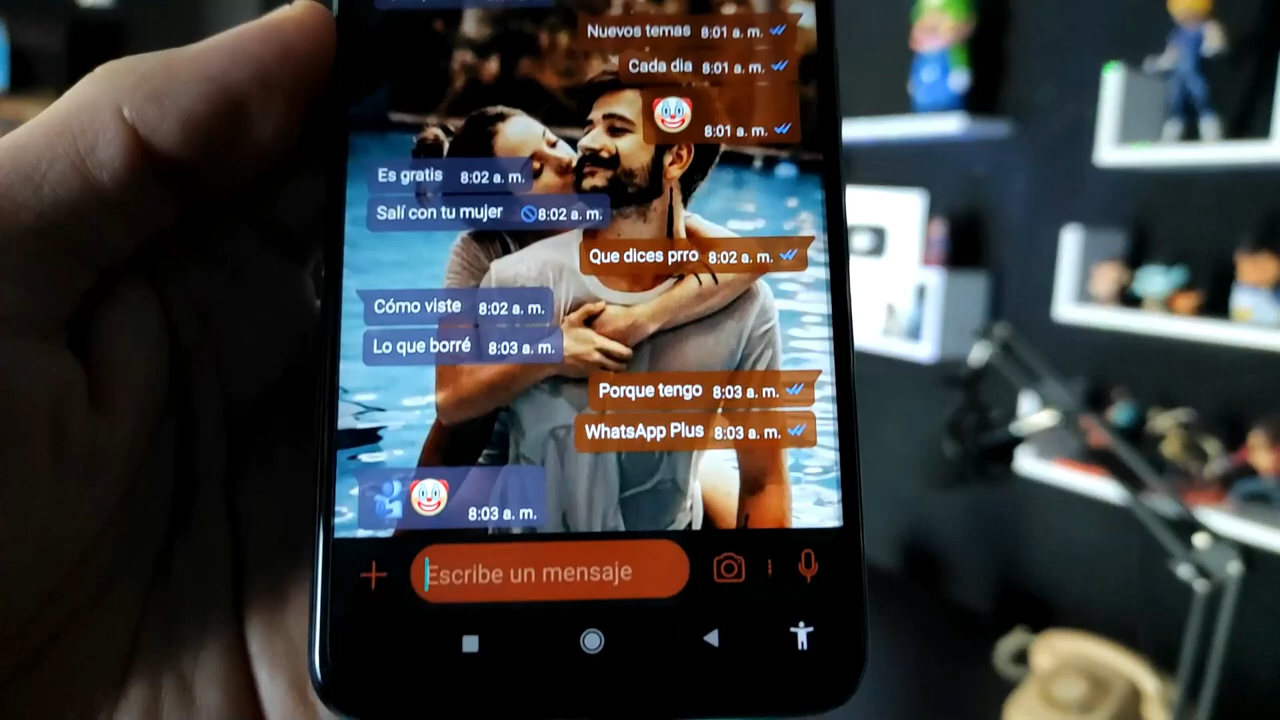 Nuevos temas 8:01 a. m.
Cada dia 8:01 a. m.
🤡 8:01 a. m.
Es gratis 8:02 a. m.
Salí con tu mujer 🚫8:02 a. m.
Que dices prro 8:02 a. m.
Cómo viste 8:02 a. m.
Lo que borré 8:03 a. m.
Porque tengo 8:03 a. m.
WhatsApp Plus 8:03 a. m.
🤡 8:03 a. m.
Escribe un mensaje